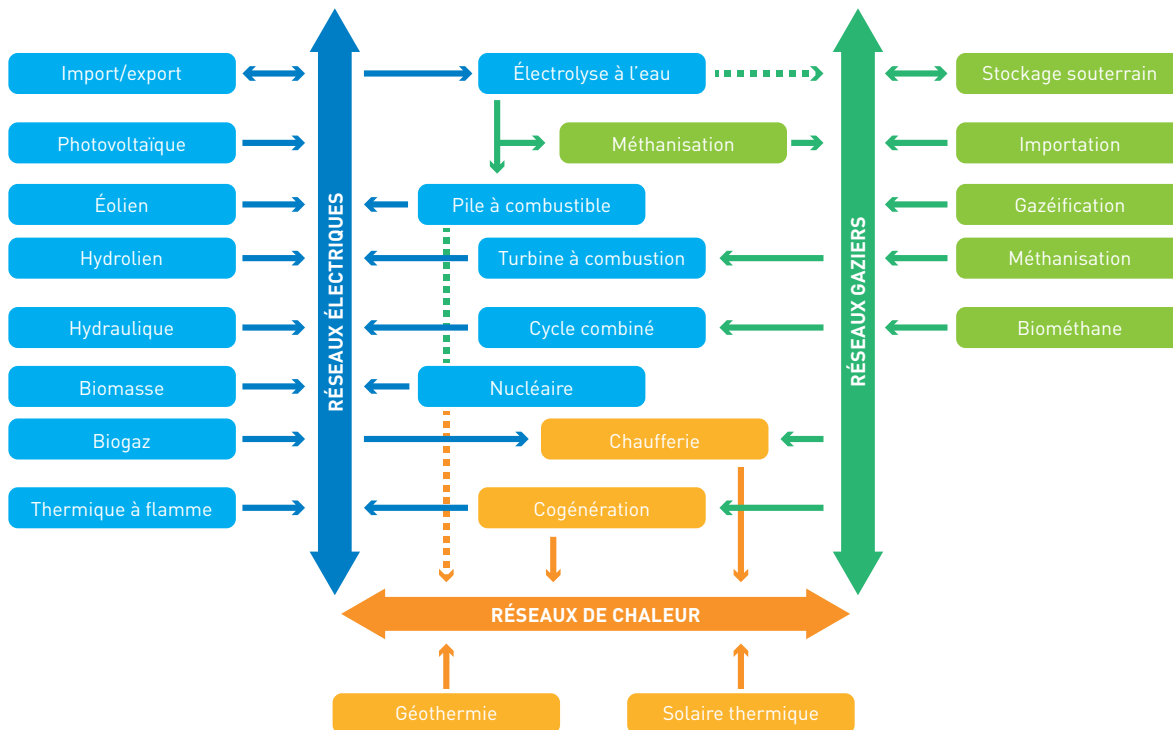 Import/export
Électrolyse à l'eau
Stockage souterrain
Photovoltaïque
Méthanisation
Importation
Éolien
Pile à combustible
Gazéification
Hydrolien
Turbine à combustion
Méthanisation
Hydraulique
Cycle combiné
Biométhane
Biomasse
Nucléaire
Biogaz
Chaufferie
Thermique à flamme
Cogénération
RÉSEAUX ÉLECTRIQUES
RÉSEAUX GAZIERS
RÉSEAUX DE CHALEUR
Géothermie
Solaire thermique